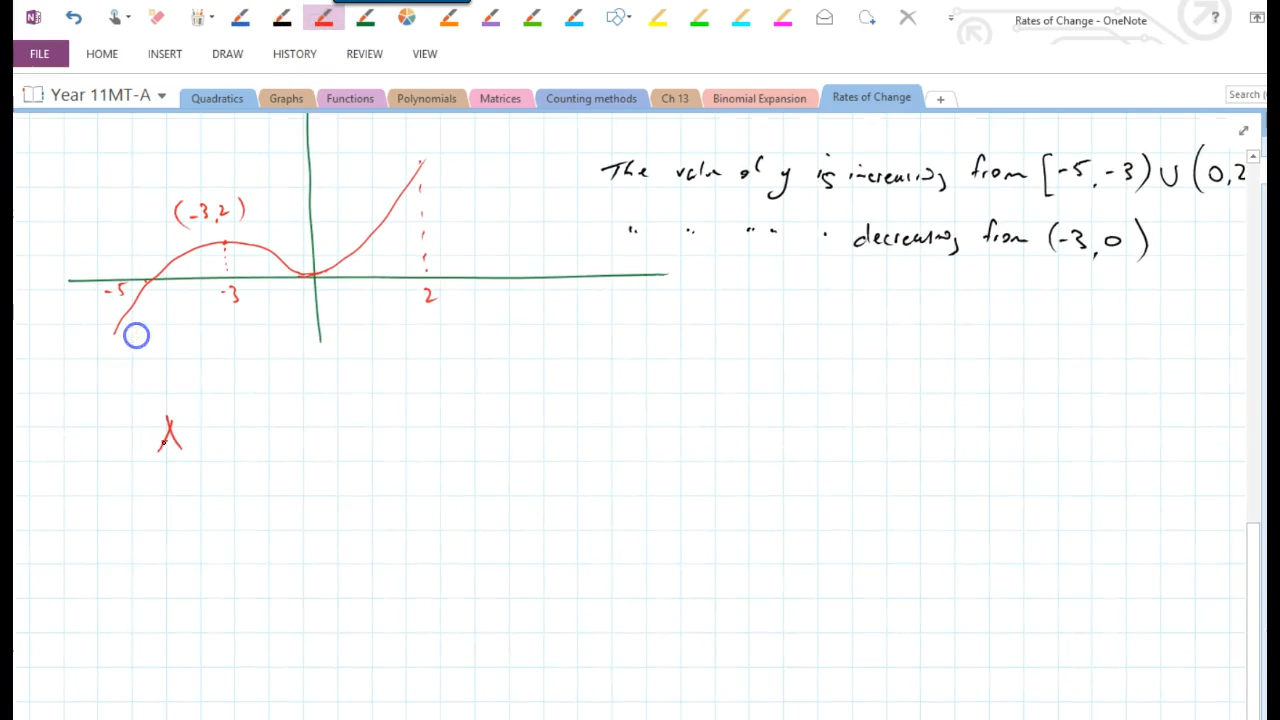 Rates of Change - OneNote
?
FILE HOME INSERT DRAW HISTORY REVIEW VIEW
Year 11MT-A Quadratics Graphs Functions Polynomials Matrices Counting methods Ch 13 Binomial Expansion Rates of Change + Search (
The value of y is increasing from [-5,-3) ∪ (0,2
" " " " . decreasing from (-3,0)
(-3,2)
-5 -3 2